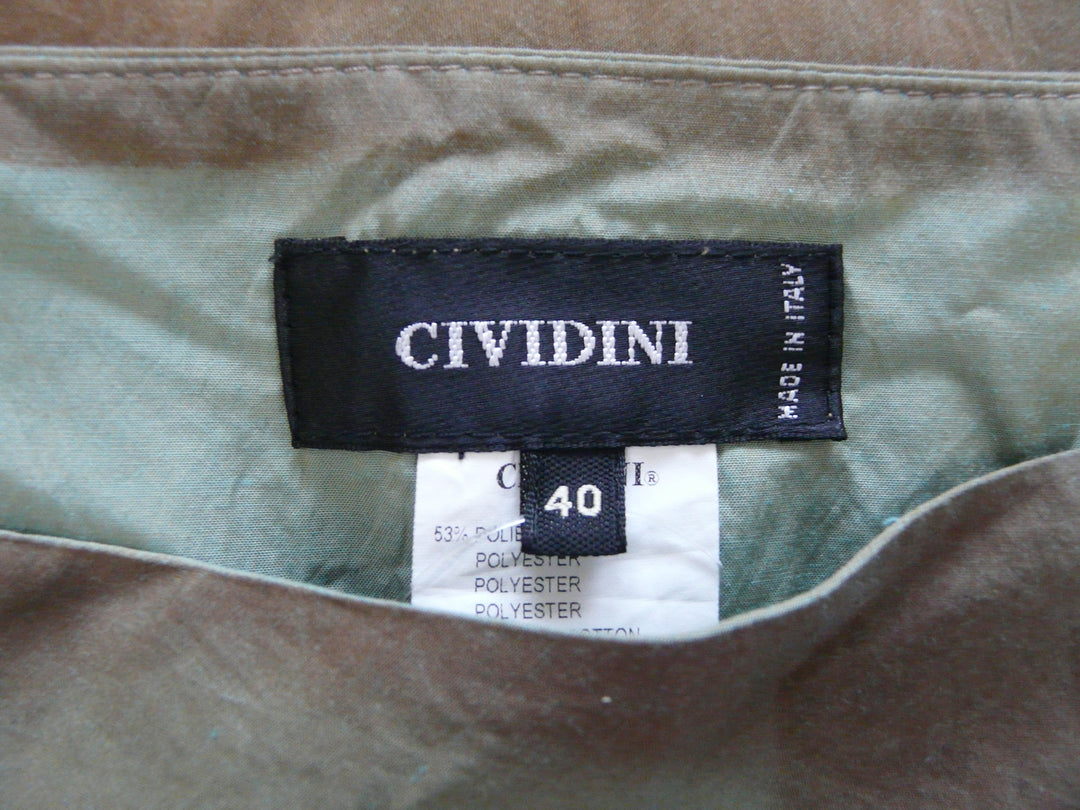 CIVIDINI
MADE IN ITALY
40
53%
POLYESTER
POLYESTER
POLYESTER